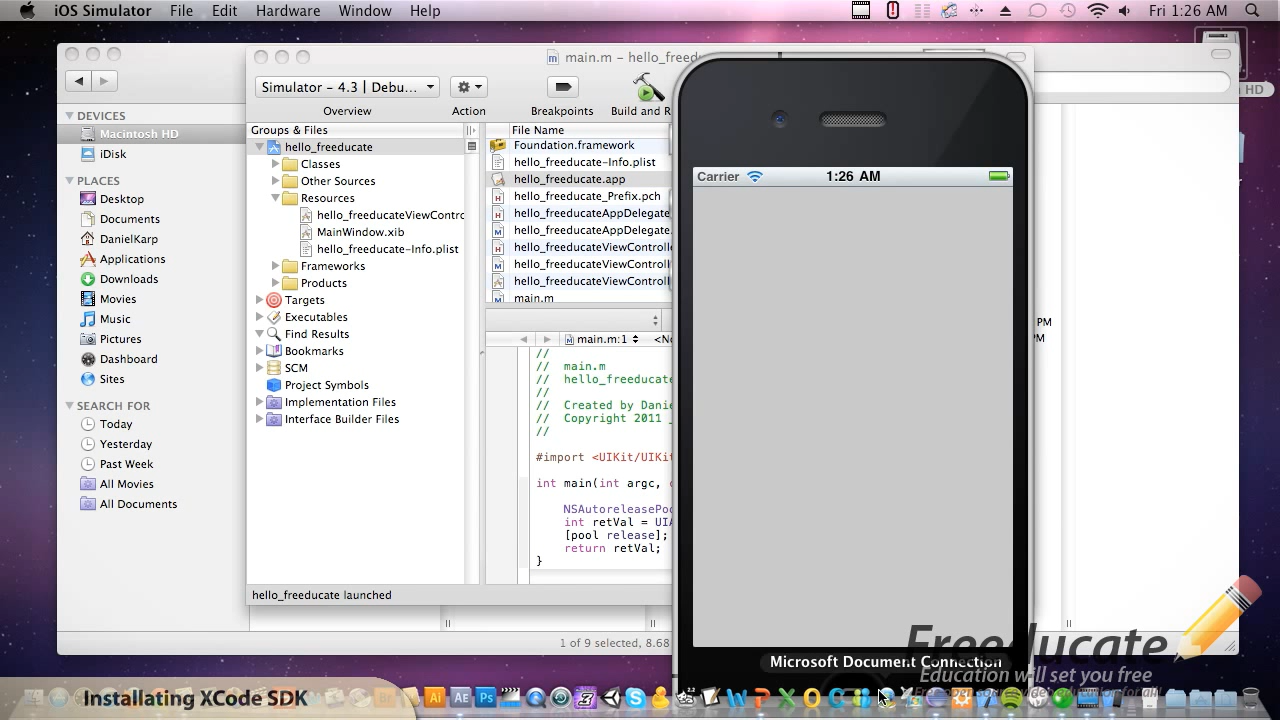 iOS Simulator File Edit Hardware Window Help
Fri 1:26 AM
main.m – hello_freed
HD
Simulator - 4.3 | Debu...
Overview
Action
Breakpoints
Build and R
DEVICES
Macintosh HD
iDisk
PLACES
Desktop
Documents
DanielKarp
Applications
Downloads
Movies
Music
Pictures
Dashboard
Sites
SEARCH FOR
Today
Yesterday
Past Week
All Movies
All Documents
Groups & Files
hello_freeducate
Classes
Other Sources
Resources
hello_freeducateViewContro
MainWindow.xib
hello_freeducate-Info.plist
Frameworks
Products
Targets
Executables
Find Results
Bookmarks
SCM
Project Symbols
Implementation Files
Interface Builder Files
File Name
Foundation.framework
hello_freeducate-Info.plist
hello_freeducate.app
hello_freeducate_Prefix.pch
hello_freeducateAppDelegate
hello_freeducateAppDelegate.
hello_freeducateViewControlle
hello_freeducateViewControll
hello_freeducateViewControll
main.m
main.m:1 <No
//
// main.m
// hello_freeducate
//
// Created by Danie
// Copyright 2011 _
//
#import <UIKit/UIKit
int main(int argc, c
NSAutoreleasePoo
int retVal = UIA
[pool release];
return retVal;
}
hello_freeducate launched
1 of 9 selected, 8.68
Carrier 1:26 AM
PM
PM
Freeducate
Microsoft Document Connection
Education will set you free
Installating XCode SDK